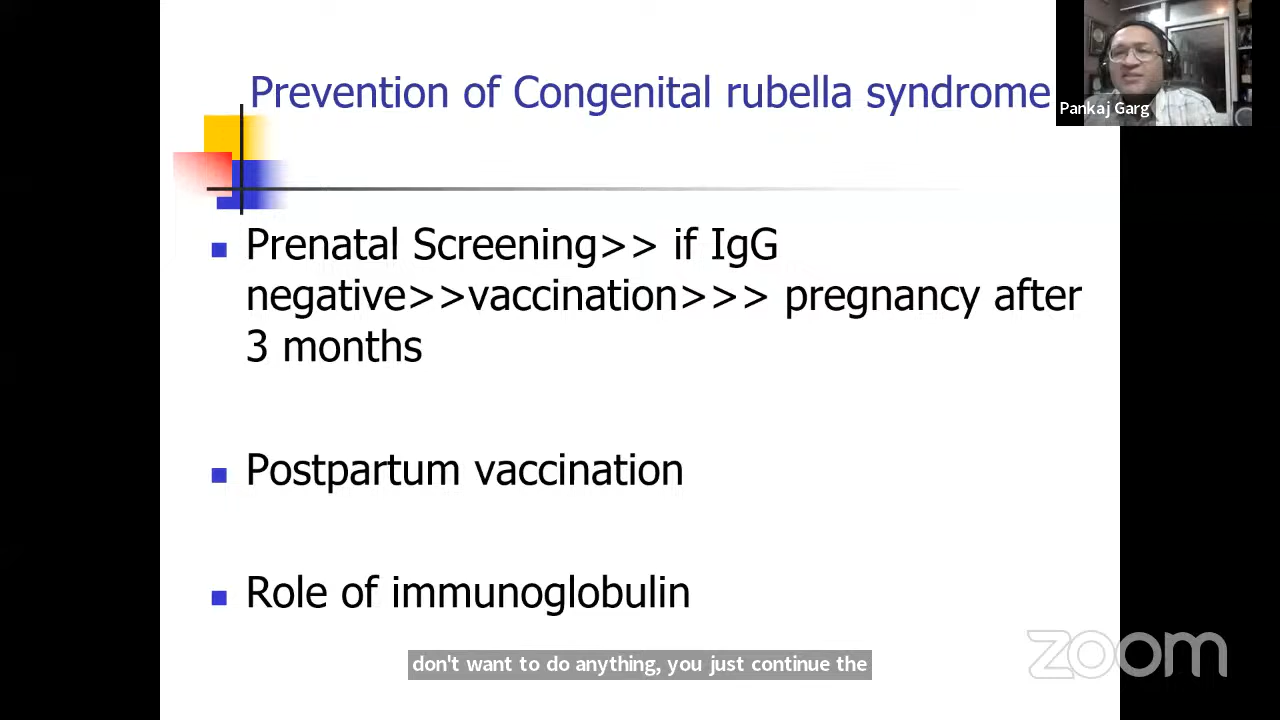 Prevention of Congenital rubella syndrome
Pankaj Garg
Prenatal Screening>> if IgG
negative>>vaccination>>> pregnancy after
3 months
Postpartum vaccination
Role of immunoglobulin
don't want to do anything, you just continue the
zoom